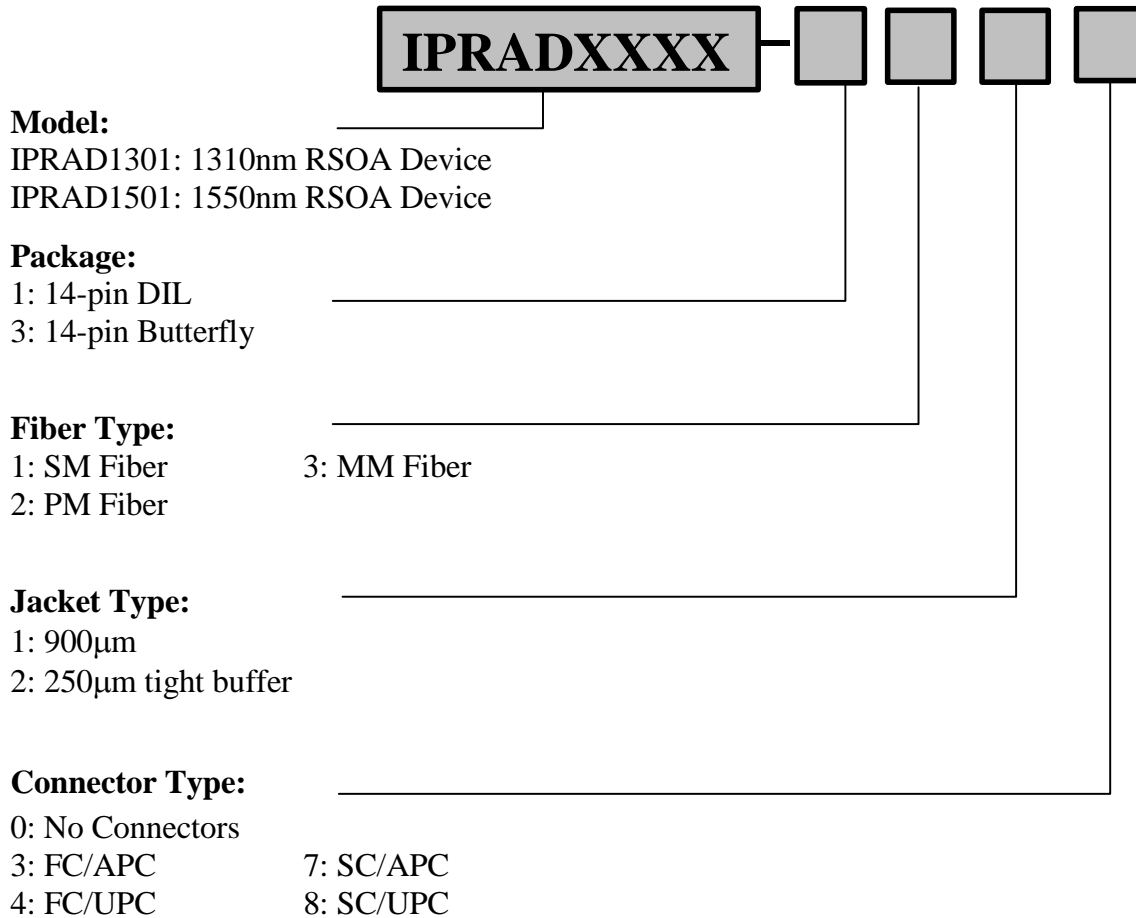 IPRADXXXX
Model:
IPRAD1301: 1310nm RSOA Device
IPRAD1501: 1550nm RSOA Device
Package:
1: 14-pin DIL
3: 14-pin Butterfly
Fiber Type:
1: SM Fiber 3: MM Fiber
2: PM Fiber
Jacket Type:
1: 900μm
2: 250μm tight buffer
Connector Type:
0: No Connectors
3: FC/APC 7: SC/APC
4: FC/UPC 8: SC/UPC